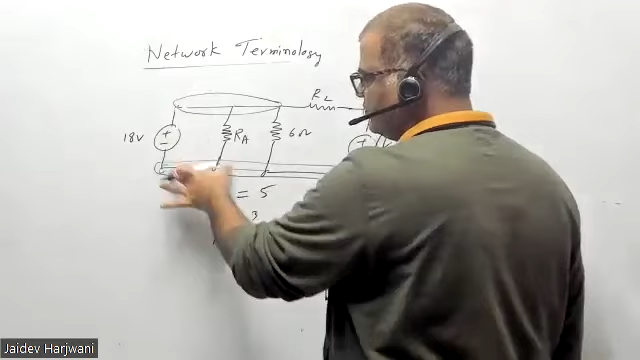 Network Terminology
RL
18V
RA
6Ω
= 5
3
Jaidev Harjwani